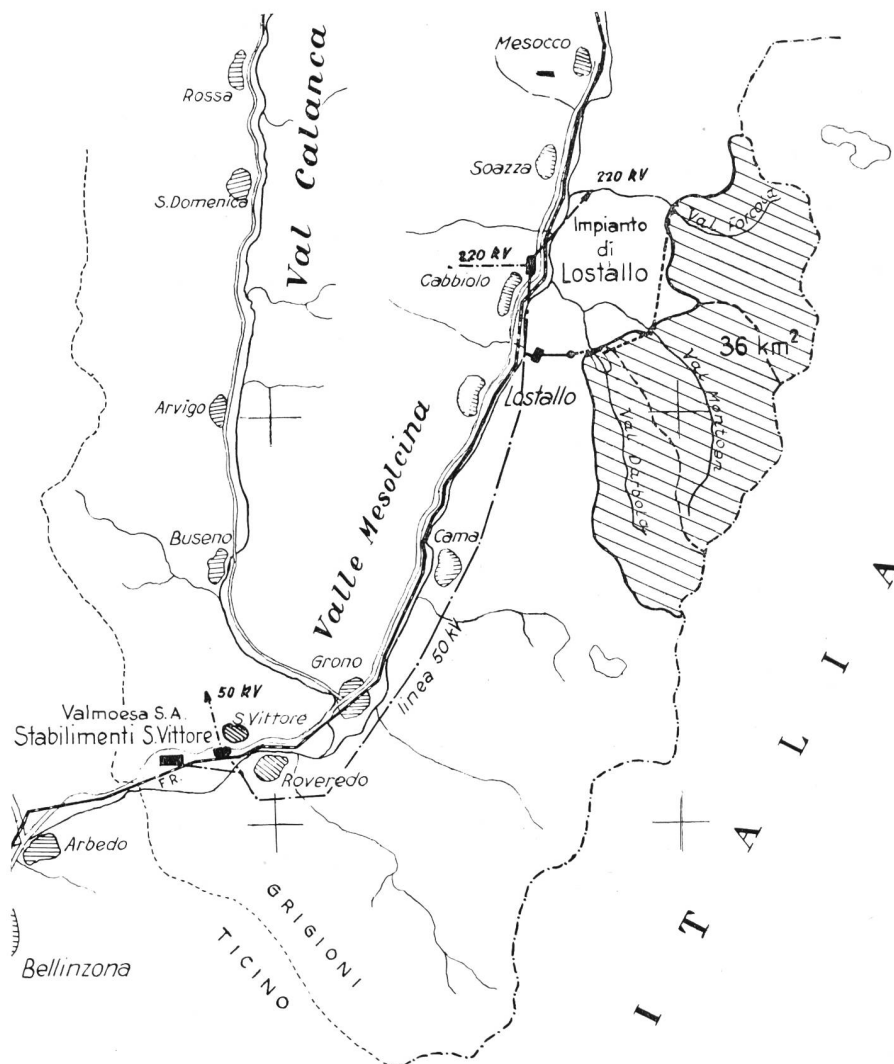 Mesocco
Rossa
Val Calanca
Soazza
S.Domenica
220 KV
Val Forcola
Impianto
di
Lostallo
220 KV
Cabbiolo
36 km²
Val Montoen
Val Darbola
Lostallo
Arvigo
Valle Mesolcina
Buseno
Cama
linea 50 KV
Grono
50 KV
Valmoesa S.A.
Stabilimenti S.Vittore
S.Vittore
F.R.
Roveredo
Arbedo
Bellinzona
GRIGIONI
TICINO
ITALIA